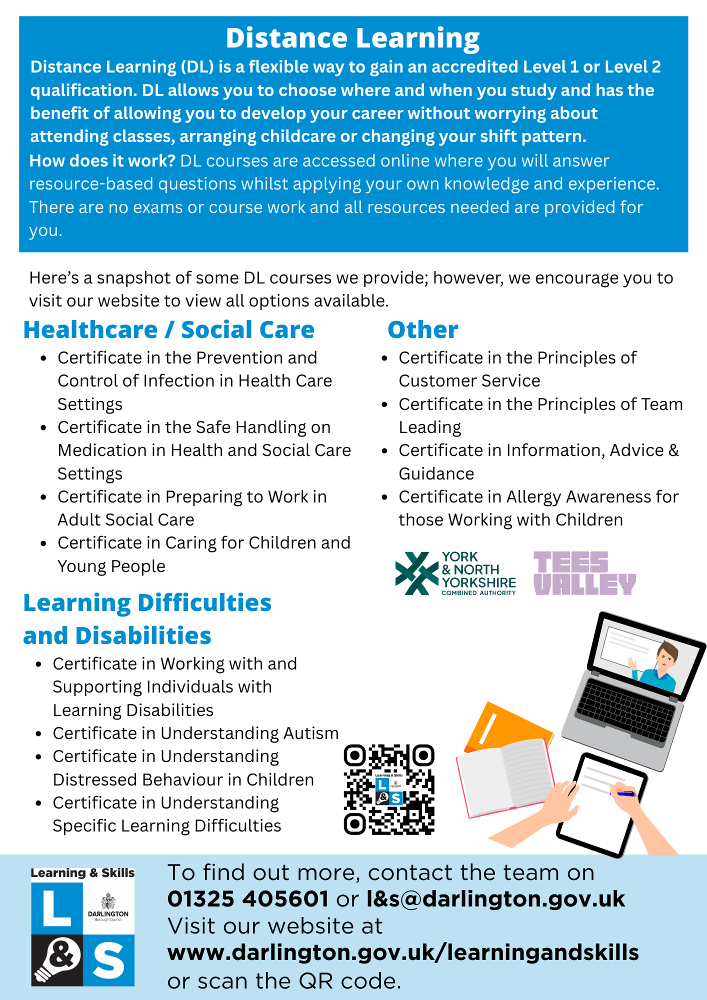 Distance Learning
Distance Learning (DL) is a flexible way to gain an accredited Level 1 or Level 2
qualification. DL allows you to choose where and when you study and has the
benefit of allowing you to develop your career without worrying about
attending classes, arranging childcare or changing your shift pattern.
How does it work? DL courses are accessed online where you will answer
resource-based questions whilst applying your own knowledge and experience.
There are no exams or course work and all resources needed are provided for
you.
Here’s a snapshot of some DL courses we provide; however, we encourage you to
visit our website to view all options available.
Healthcare / Social Care
• Certificate in the Prevention and
Control of Infection in Health Care
Settings
• Certificate in the Safe Handling on
Medication in Health and Social Care
Settings
• Certificate in Preparing to Work in
Adult Social Care
• Certificate in Caring for Children and
Young People
Learning Difficulties
and Disabilities
• Certificate in Working with and
Supporting Individuals with
Learning Disabilities
• Certificate in Understanding Autism
• Certificate in Understanding
Distressed Behaviour in Children
• Certificate in Understanding
Specific Learning Difficulties
Other
• Certificate in the Principles of
Customer Service
• Certificate in the Principles of Team
Leading
• Certificate in Information, Advice &
Guidance
• Certificate in Allergy Awareness for
those Working with Children
YORK
& NORTH
YORKSHIRE
COMBINED AUTHORITY
TEES
VALLEY
Learning & Skills
L
DARLINGTON
& S
Learning & Skills
L
DARLINGTON
Borough Council
& S
To find out more, contact the team on
01325 405601 or l&s@darlington.gov.uk
Visit our website at
www.darlington.gov.uk/learningandskills
or scan the QR code.